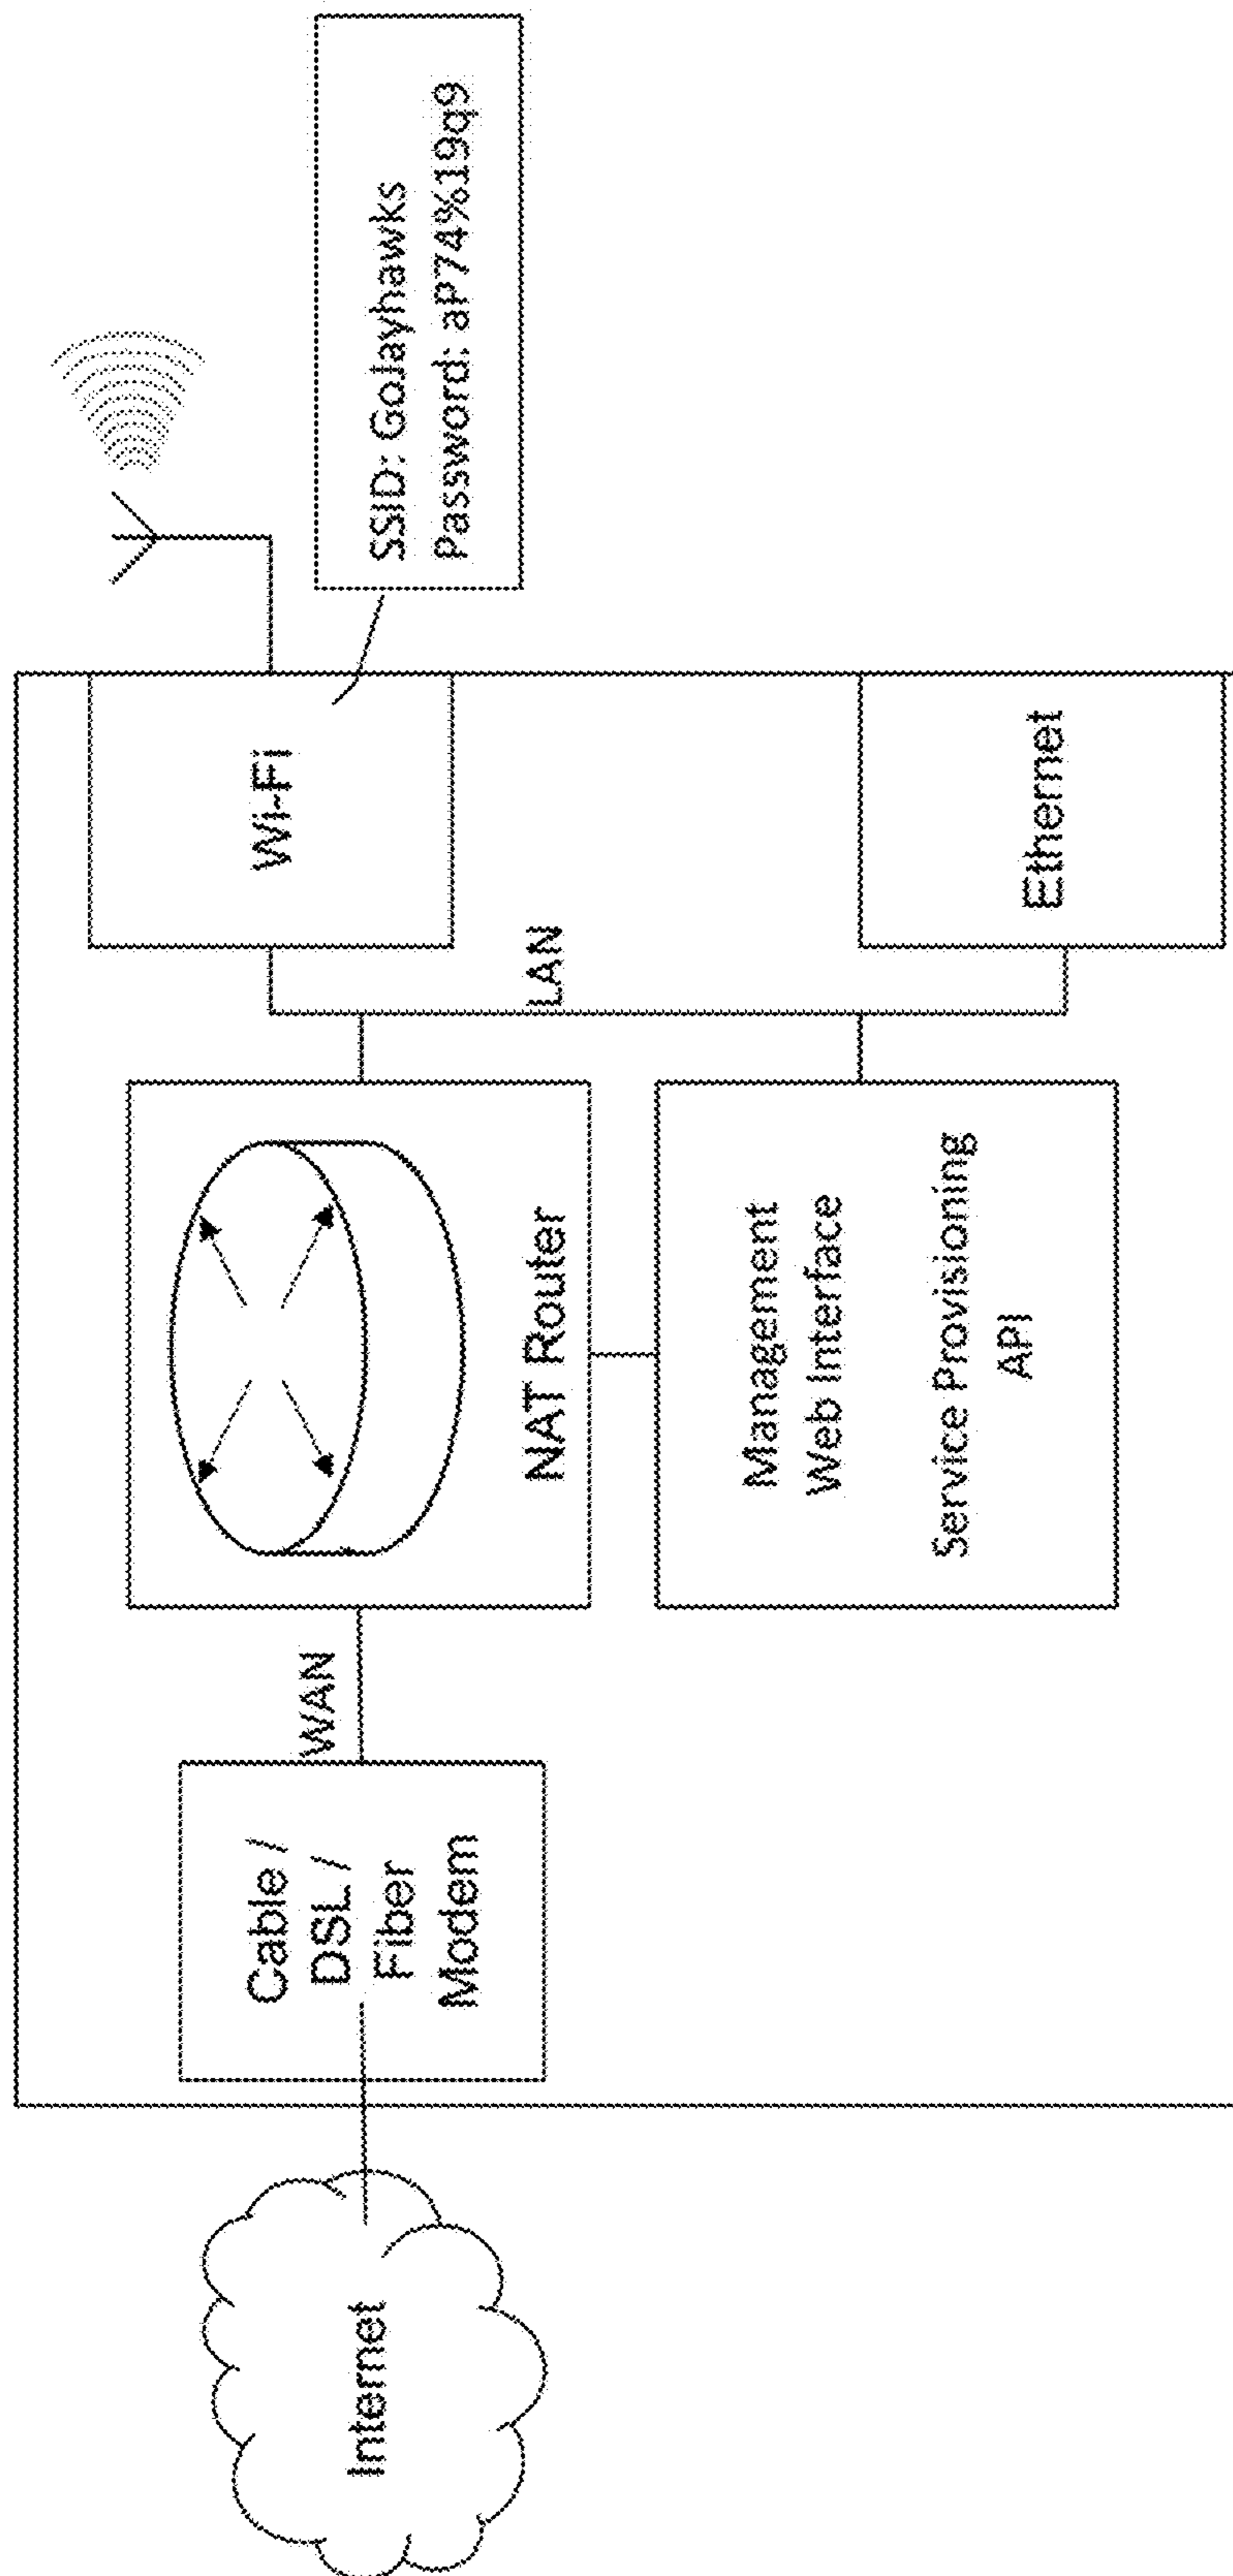 Internet
Cable /
DSL /
Fiber
Modem
WAN
NAT Router
Management
Web Interface
Service Provisioning
API
LAN
Wi-Fi
Ethernet
SSID: GoJayhawks
Password: aP74%19q9